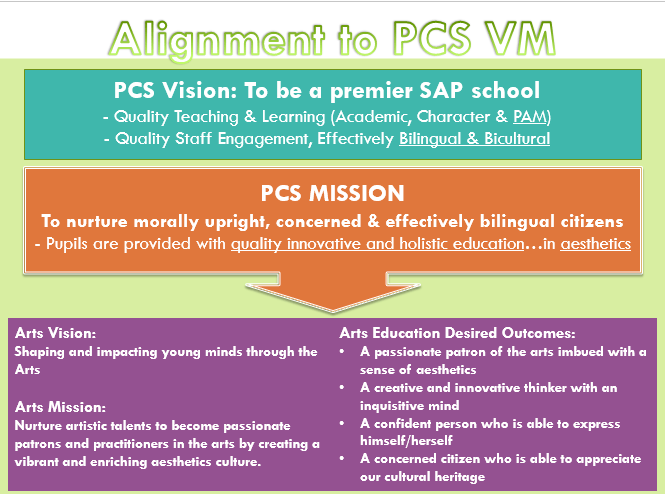 Alignment to PCS VM
PCS Vision: To be a premier SAP school
- Quality Teaching & Learning (Academic, Character & PAM)
- Quality Staff Engagement, Effectively Bilingual & Bicultural
PCS MISSION
To nurture morally upright, concerned & effectively bilingual citizens
- Pupils are provided with quality innovative and holistic education...in aesthetics
Arts Vision:
Shaping and impacting young minds through the
Arts
Arts Mission:
Nurture artistic talents to become passionate
patrons and practitioners in the arts by creating a
vibrant and enriching aesthetics culture.
Arts Education Desired Outcomes:
• A passionate patron of the arts imbued with a
sense of aesthetics
• A creative and innovative thinker with an
inquisitive mind
• A confident person who is able to express
himself/herself
• A concerned citizen who is able to appreciate
our cultural heritage